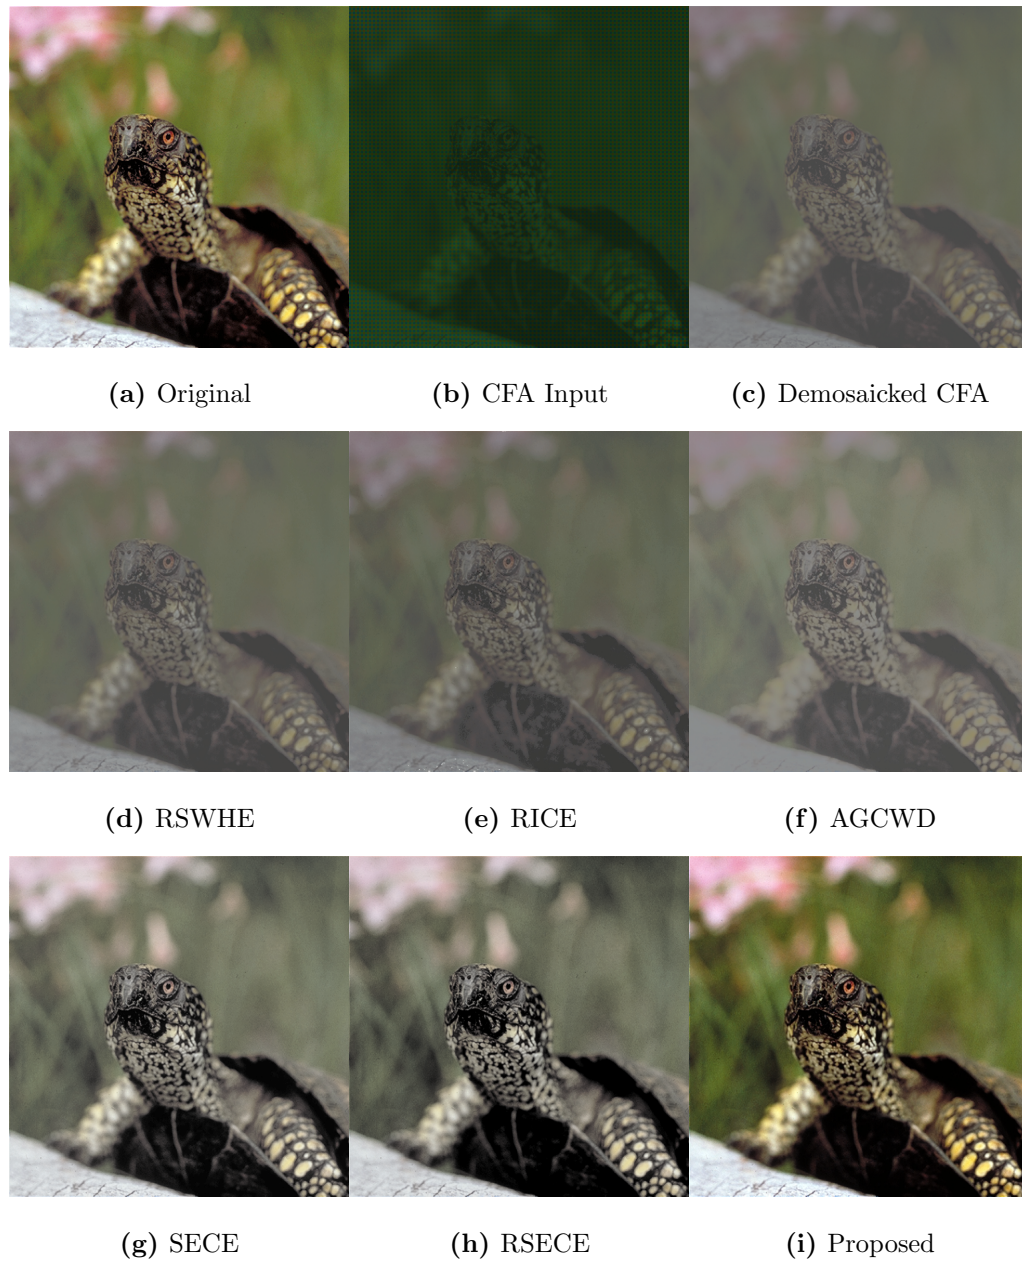 (a) Original
(b) CFA Input
(c) Demosaicked CFA
(d) RSWHE
(e) RICE
(f) AGCWD
(g) SECE
(h) RSECE
(i) Proposed